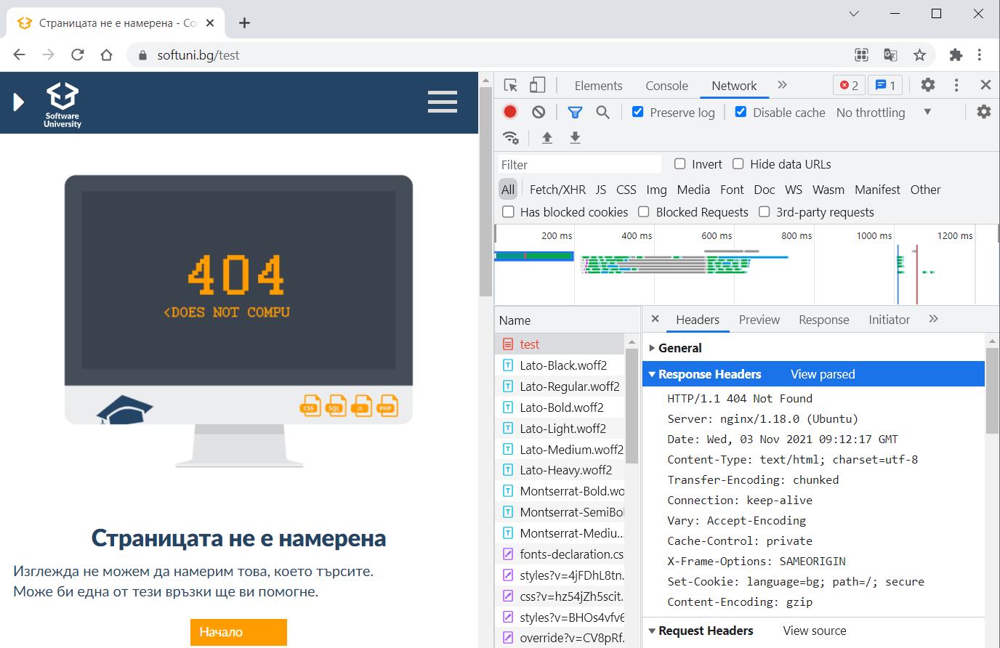 Страницата не е намерена - Со
softuni.bg/test
Software
University
404
<DOES NOT COMPU
CSS SQL JS PHP
Страницата не е намерена
Изглежда не можем да намерим това, което търсите.
Може би една от тези връзки ще ви помогне.
Начало
Elements Console Network 2 1
Preserve log Disable cache No throttling
Filter Invert Hide data URLs
All Fetch/XHR JS CSS Img Media Font Doc WS Wasm Manifest Other
Has blocked cookies Blocked Requests 3rd-party requests
200 ms 400 ms 600 ms 800 ms 1000 ms 1200 ms
Name
test
Lato-Black.woff2
Lato-Regular.woff2
Lato-Bold.woff2
Lato-Light.woff2
Lato-Medium.woff2
Lato-Heavy.woff2
Montserrat-Bold.wo
Montserrat-SemiBol
Montserrat-Mediu...
fonts-declaration.cs
styles?v=4jFDhL8tn.
css?v=hz54jZh5scit.
styles?v=BHOs4vfv6
override?v=CV8pRf.
Headers Preview Response Initiator
General
Response Headers View parsed
HTTP/1.1 404 Not Found
Server: nginx/1.18.0 (Ubuntu)
Date: Wed, 03 Nov 2021 09:12:17 GMT
Content-Type: text/html; charset=utf-8
Transfer-Encoding: chunked
Connection: keep-alive
Vary: Accept-Encoding
Cache-Control: private
X-Frame-Options: SAMEORIGIN
Set-Cookie: language=bg; path=/; secure
Content-Encoding: gzip
Request Headers View source